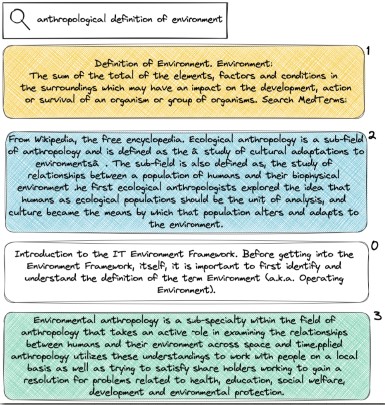 anthropological definition of environment
1
Definition of Environment. Environment:
The sum of the total of the elements, factors and conditions in
the surroundings which may have an impact on the development, action
or survival of an organism or group of organisms. Search MedTerms:
2
From Wikipedia, the free encyclopedia. Ecological anthropology is a sub-field
of anthropology and is defined as the â study of cultural adaptations to
environmentsâ . The sub-field is also defined as, the study of
relationships between a population of humans and their biophysical
environment .he first ecological anthropologists explored the idea that
humans as ecological populations should be the unit of analysis, and
culture became the means by which that population alters and adapts to
the environment.
0
Introduction to the IT Environment Framework. Before getting into the
Environment Framework, itself, it is important to first identify and
understand the definition of the term Environment (a.k.a. Operating
Environment).
3
Environmental anthropology is a sub-specialty within the field of
anthropology that takes an active role in examining the relationships
between humans and their environment across space and time.pplied
anthropology utilizes these understandings to work with people on a local
basis as well as trying to satisfy share holders working to gain a
resolution for problems related to health, education, social welfare,
development and environmental protection.